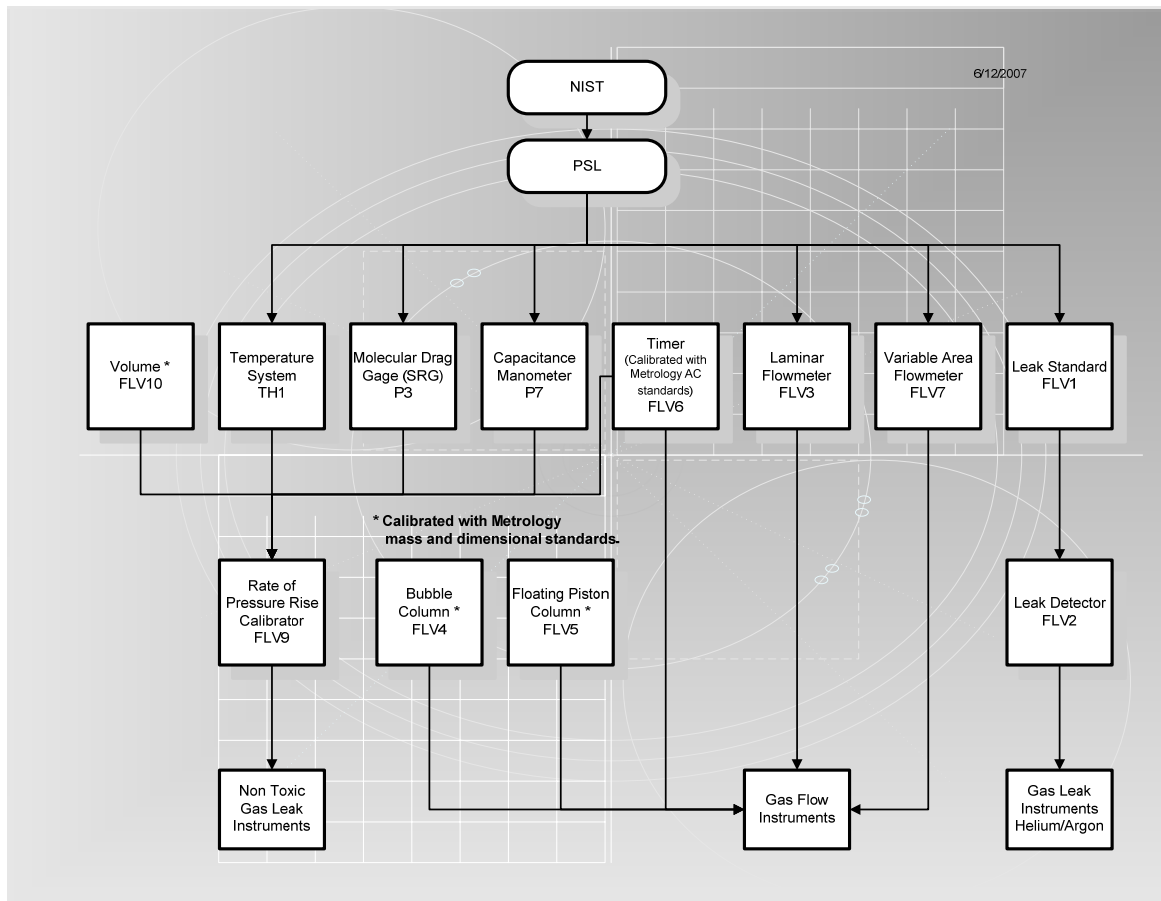 6/12/2007
NIST
PSL
Volume *
FLV10
Temperature
System
TH1
Molecular Drag
Gage (SRG)
P3
Capacitance
Manometer
P7
Timer
(Calibrated with
Metrology AC
standards)
FLV6
Laminar
Flowmeter
FLV3
Variable Area
Flowmeter
FLV7
Leak Standard
FLV1
* Calibrated with Metrology
mass and dimensional standards.
Rate of
Pressure Rise
Calibrator
FLV9
Bubble
Column *
FLV4
Floating Piston
Column *
FLV5
Leak Detector
FLV2
Non Toxic
Gas Leak
Instruments
Gas Flow
Instruments
Gas Leak
Instruments
Helium/Argon